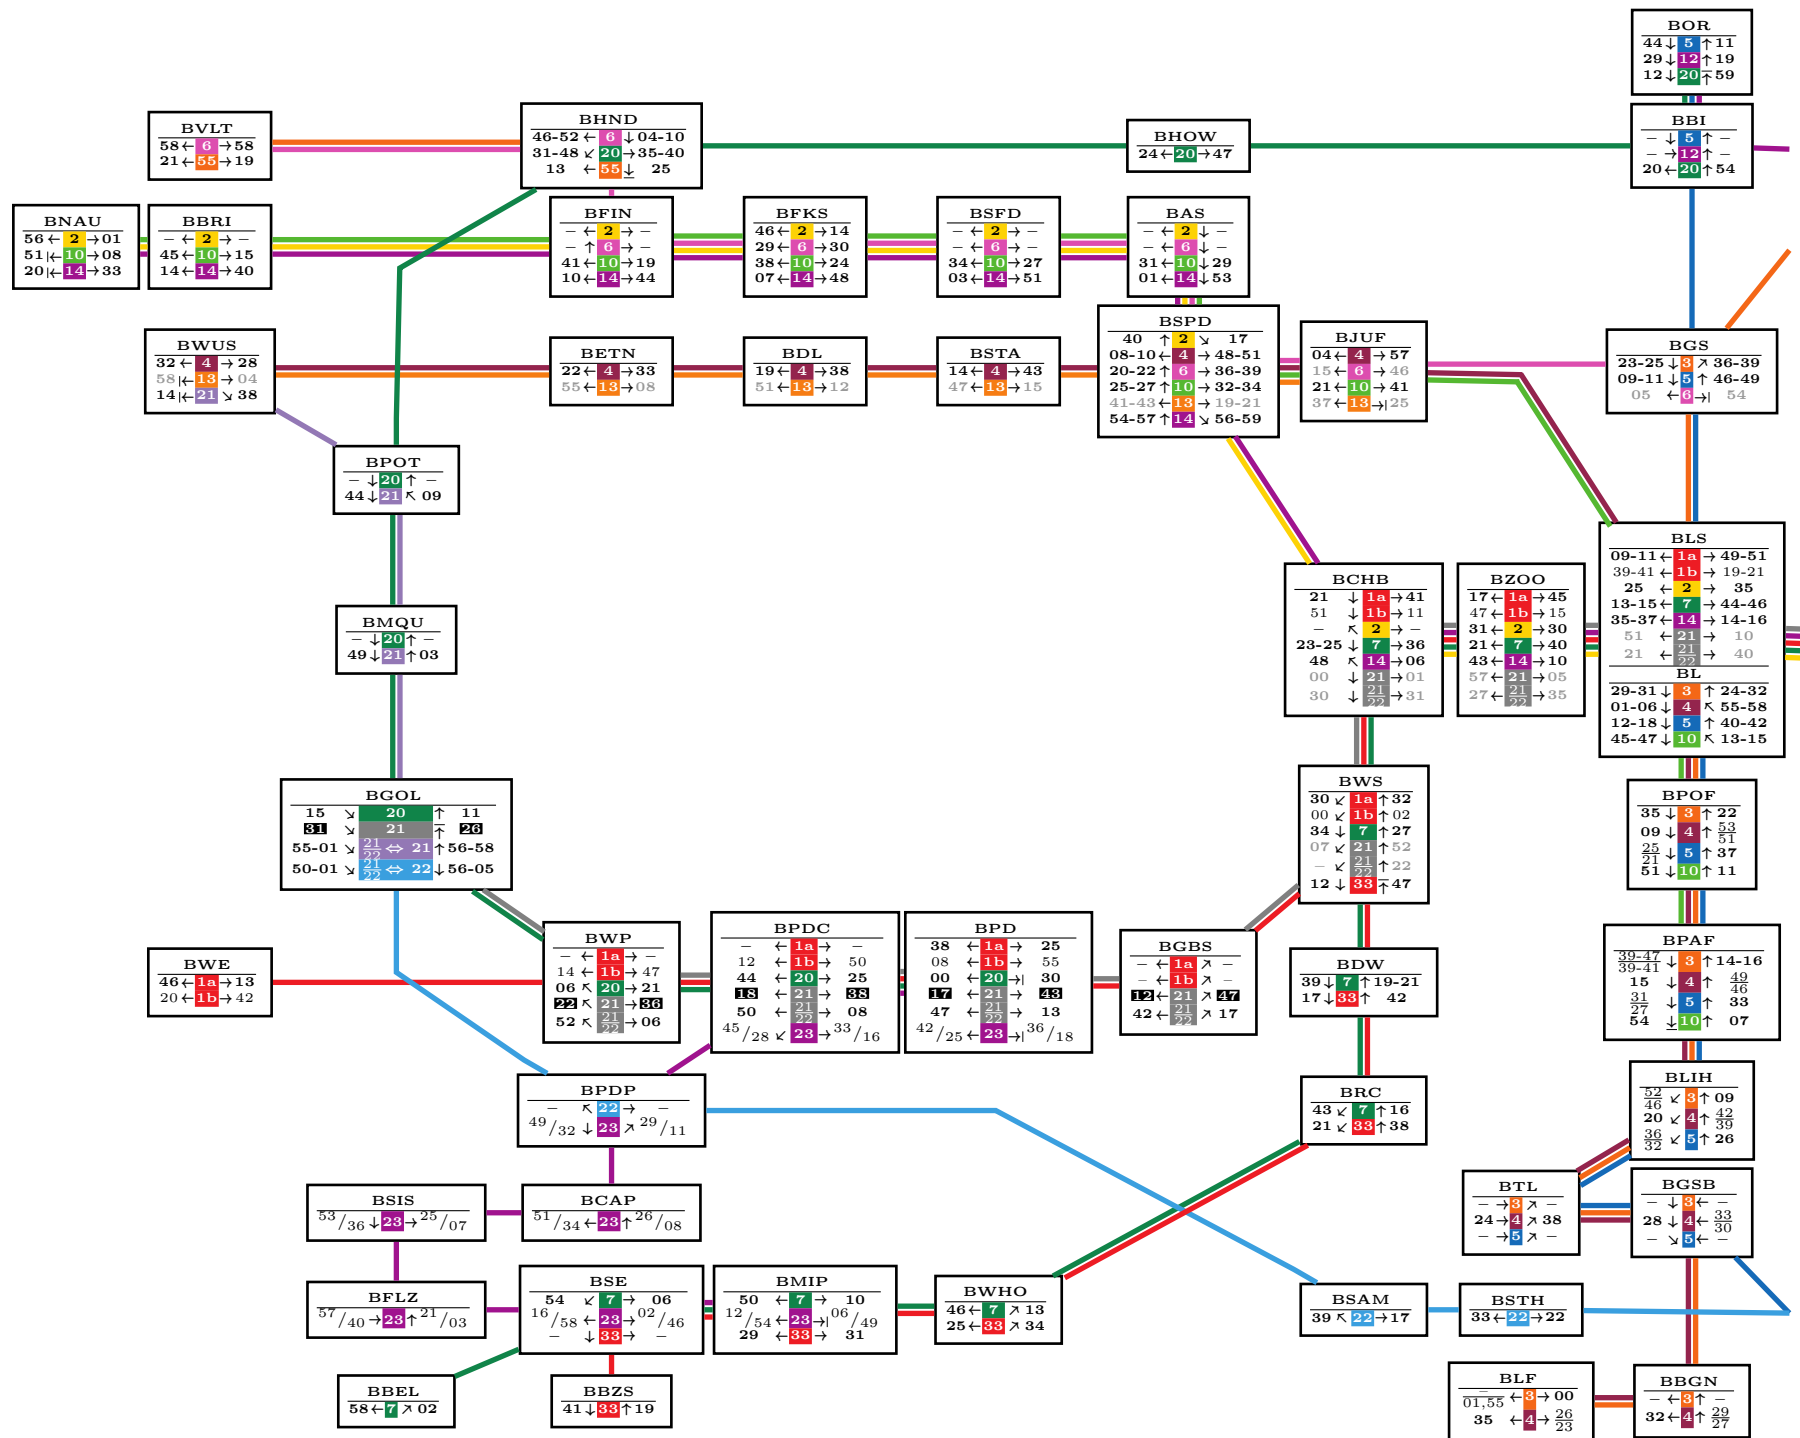 BOR
44 ↓ 5 ↑ 11
29 ↓ 12 ↑ 19
12 ↓ 20 ↑ 59
BVLT
58 ← 6 → 58
21 ← 55 → 19
BHND
46-52 ← 6 ↓ 04-10
31-48 ↙ 20 → 35-40
13 ← 55 ↓ 25
BHOW
24 ← 20 → 47
BBI
– ↓ 5 ↑ –
– → 12 ↑ –
20 ← 20 ↑ 54
BNAU
56 ← 2 → 01
51 |← 10 → 08
20 |← 14 → 33
BBRI
– ← 2 → –
45 ← 10 → 15
14 ← 14 → 40
BFIN
– ← 2 → –
– ↑ 6 → –
41 ← 10 → 19
10 ← 14 → 44
BFKS
46 ← 2 → 14
29 ← 6 → 30
38 ← 10 → 24
07 ← 14 → 48
BSFD
– ← 2 → –
– ← 6 → –
34 ← 10 → 27
03 ← 14 → 51
BAS
– ← 2 ↓ –
– ← 6 ↓ –
31 ← 10 ↓ 29
01 ← 14 ↓ 53
BWUS
32 ← 4 → 28
58 |← 13 → 04
14 |← 21 ↘ 38
BETN
22 ← 4 → 33
55 ← 13 → 08
BDL
19 ← 4 → 38
51 ← 13 → 12
BSTA
14 ← 4 → 43
47 ← 13 → 15
BSPD
40 ↑ 2 ↘ 17
08-10 ← 4 → 48-51
20-22 ↑ 6 → 36-39
25-27 ↑ 10 → 32-34
41-43 ← 13 → 19-21
54-57 ↑ 14 ↘ 56-59
BJUF
04 ← 4 → 57
15 ← 6 → 46
21 ← 10 → 41
37 ← 13 →| 25
BGS
23-25 ↓ 3 ↗ 36-39
09-11 ↓ 5 ↑ 46-49
05 ← 6 →| 54
BPOT
– ↓ 20 ↑ –
44 ↓ 21 ↖ 09
BMQU
– ↓ 20 ↑ –
49 ↓ 21 ↑ 03
BCHB
21 ↓ 1a → 41
51 ↓ 1b → 11
– ↖ 2 → –
23-25 ↓ 7 → 36
48 ↖ 14 → 06
00 ↓ 21 → 01
30 ↓ 21/22 → 31
BZOO
17 ← 1a → 45
47 ← 1b → 15
31 ← 2 → 30
21 ← 7 → 40
43 ← 14 → 10
57 ← 21 → 05
27 ← 21/22 → 35
BLS
09-11 ← 1a → 49-51
39-41 ← 1b → 19-21
25 ← 2 → 35
13-15 ← 7 → 44-46
35-37 ← 14 → 14-16
51 ← 21 → 10
21 ← 21/22 → 40
BL
29-31 ↓ 3 ↑ 24-32
01-06 ↓ 4 ↖ 55-58
12-18 ↓ 5 ↑ 40-42
45-47 ↓ 10 ↖ 13-15
BGOL
15 ↘ 20 ↑ 11
31 ↘ 21 ↑ 26
55-01 ↘ 21/22 ⇔ 21 ↑ 56-58
50-01 ↘ 21/22 ⇔ 22 ↓ 56-05
BWS
30 ↙ 1a ↑ 32
00 ↙ 1b ↑ 02
34 ↓ 7 ↑ 27
07 ↙ 21 ↑ 52
– ↙ 21/22 ↑ 22
12 ↓ 33 ↑ 47
BPOF
35 ↓ 3 ↑ 22
09 ↓ 4 ↑ 53/51
25/21 ↓ 5 ↑ 37
51 ↓ 10 ↑ 11
BWE
46 ← 1a → 13
20 ← 1b → 42
BWP
– ← 1a → –
14 ← 1b → 47
06 ↖ 20 → 21
22 ↖ 21 → 36
52 ↖ 21/22 → 06
BPDC
– ← 1a → –
12 ← 1b → 50
44 ← 20 → 25
18 ← 21 → 38
50 ← 21/22 → 08
45/28 ↙ 23 → 33/16
BPD
38 ← 1a → 25
08 ← 1b → 55
00 ← 20 →| 30
17 ← 21 → 43
47 ← 21/22 → 13
42/25 ← 23 →| 36/18
BGBS
– ← 1a ↗ –
– ← 1b ↗ –
12 ← 21 ↗ 47
42 ← 21/22 ↗ 17
BDW
39 ↓ 7 ↑ 19-21
17 ↓ 33 ↑ 42
BPAF
39-47/39-41 ↓ 3 ↑ 14-16
15 ↓ 4 ↑ 49/46
31/27 ↓ 5 ↑ 33
54 ↓ 10 ↑ 07
BPDP
– ↖ 22 → –
49/32 ↓ 23 ↗ 29/11
BRC
43 ↙ 7 ↑ 16
21 ↙ 33 ↑ 38
BLIH
52/46 ↙ 3 ↑ 09
20 ↙ 4 ↑ 42/39
36/32 ↙ 5 ↑ 26
BSIS
53/36 ↓ 23 → 25/07
BCAP
51/34 ← 23 ↑ 26/08
BTL
– → 3 ↗ –
24 → 4 ↗ 38
– → 5 ↗ –
BGSB
– ↓ 3 ← –
28 ↓ 4 ← 33/30
– ↘ 5 ← –
BFLZ
57/40 → 23 ↑ 21/03
BSE
54 ↙ 7 → 06
16/58 ← 23 → 02/46
– ↓ 33 → –
BMIP
50 ← 7 → 10
12/54 ← 23 →| 06/49
29 ← 33 → 31
BWHO
46 ← 7 ↗ 13
25 ← 33 ↗ 34
BSAM
39 ↖ 22 → 17
BSTH
33 ← 22 → 22
BBEL
58 ← 7 ↗ 02
BBZS
41 ↓ 33 ↑ 19
BLF
–/01,55 ← 3 → 00
35 ← 4 → 26/23
BBGN
– ← 3 ↑ –
32 ← 4 ↑ 29/27